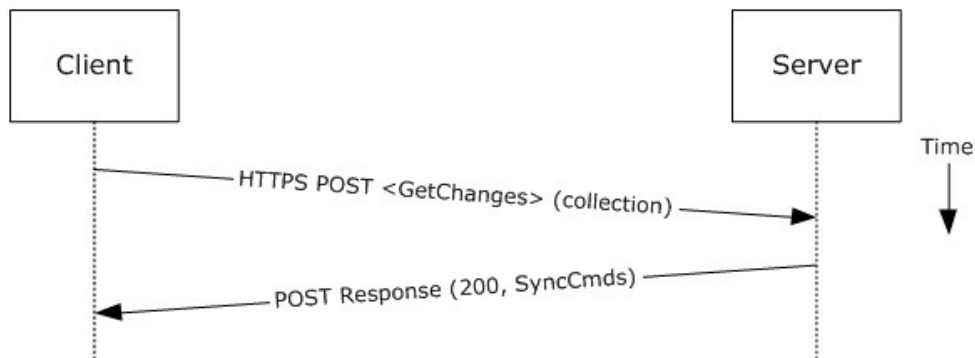 Client
Server
Time
HTTPS POST <GetChanges> (collection)
POST Response (200, SyncCmds)